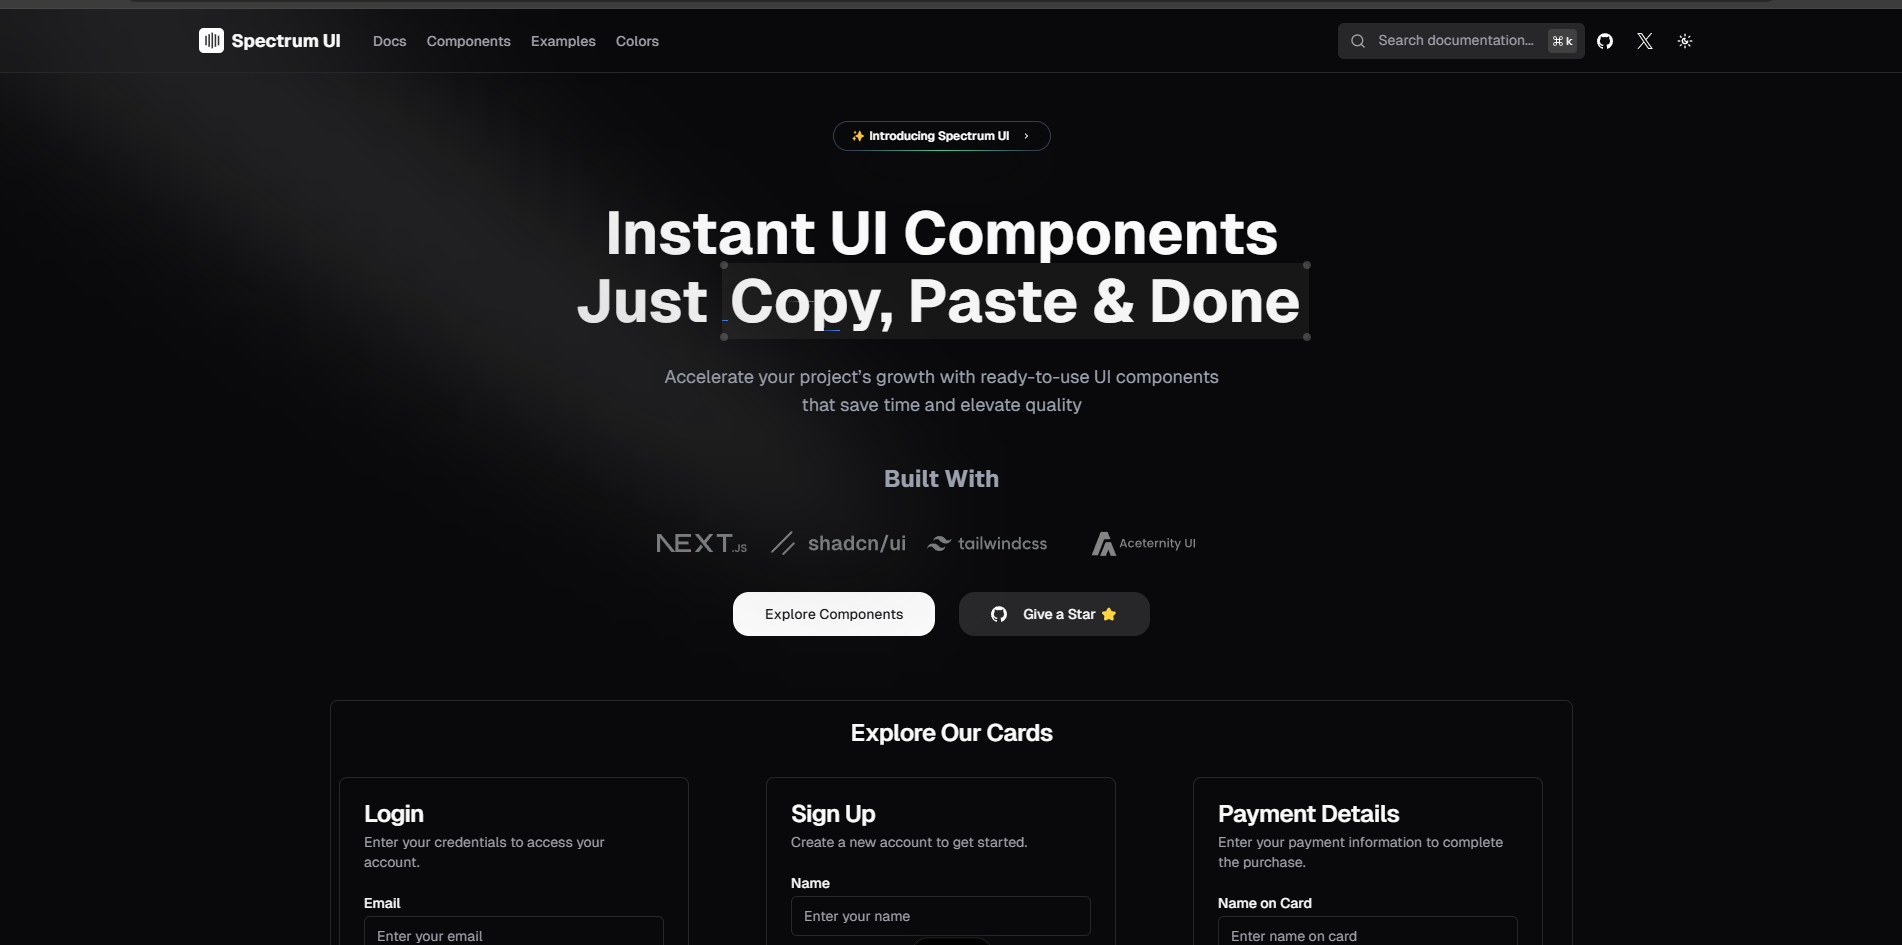 Spectrum UI
Docs
Components
Examples
Colors
Search documentation...
⌘k
✨ Introducing Spectrum UI ›
Instant UI Components
Just Copy, Paste & Done
Accelerate your project’s growth with ready-to-use UI components
that save time and elevate quality
Built With
NEXT.JS
shadcn/ui
tailwindcss
Aceternity UI
Explore Components
Give a Star ⭐
Explore Our Cards
Login
Enter your credentials to access your
account.
Email
Enter your email
Sign Up
Create a new account to get started.
Name
Enter your name
Payment Details
Enter your payment information to complete
the purchase.
Name on Card
Enter name on card